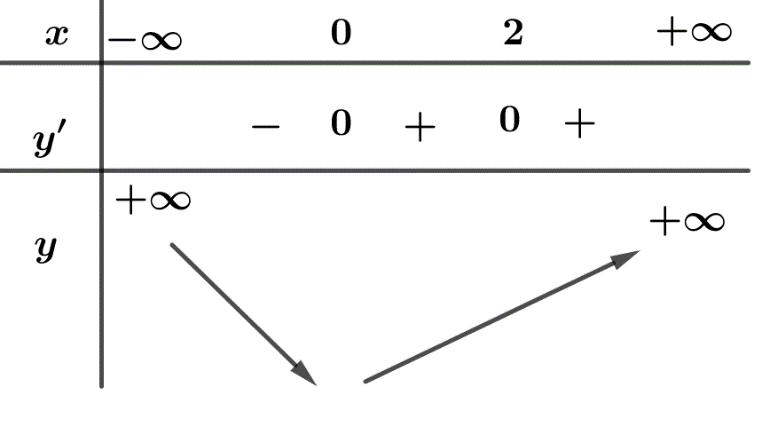 x −∞ 0 2 +∞
y′ − 0 + 0 +
+∞ +∞
y